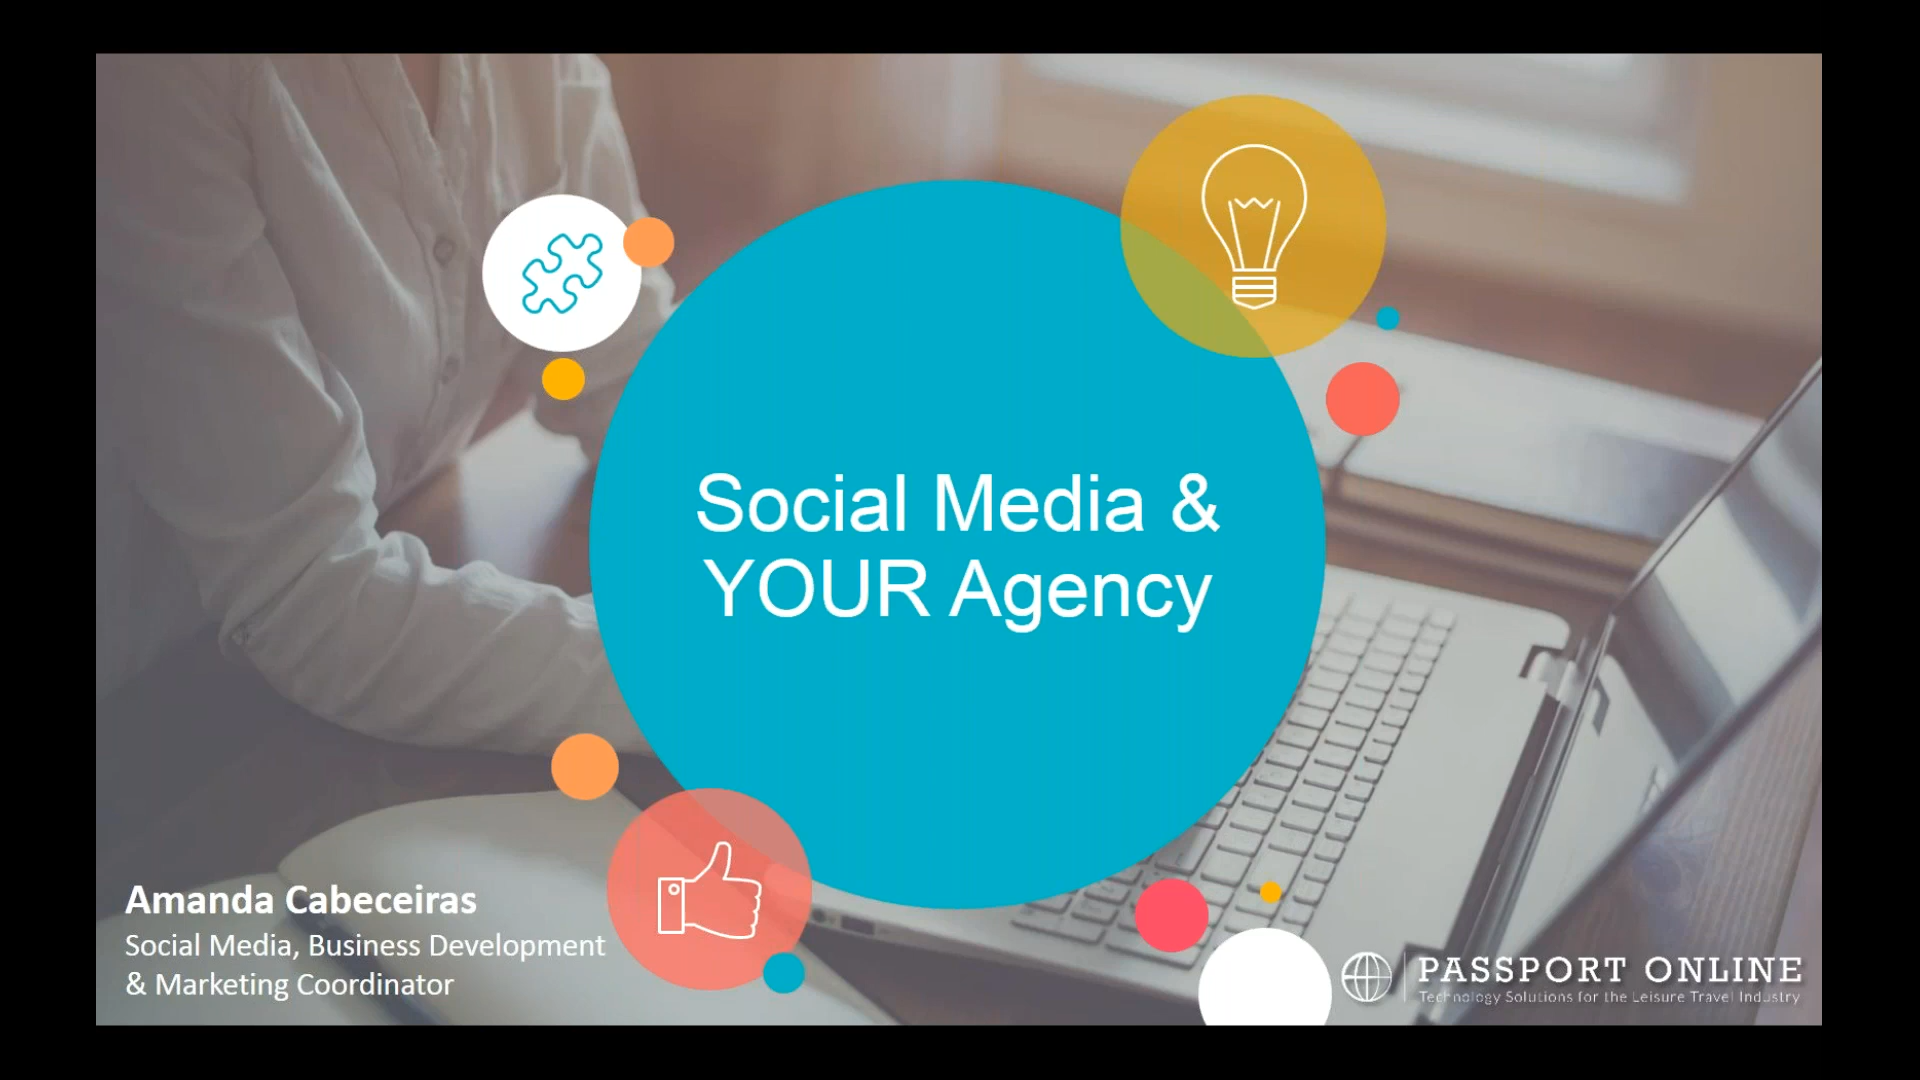 Social Media &
YOUR Agency
Amanda Cabeceiras
Social Media, Business Development
& Marketing Coordinator
PASSPORT ONLINE
Technology Solutions for the Leisure Travel Industry